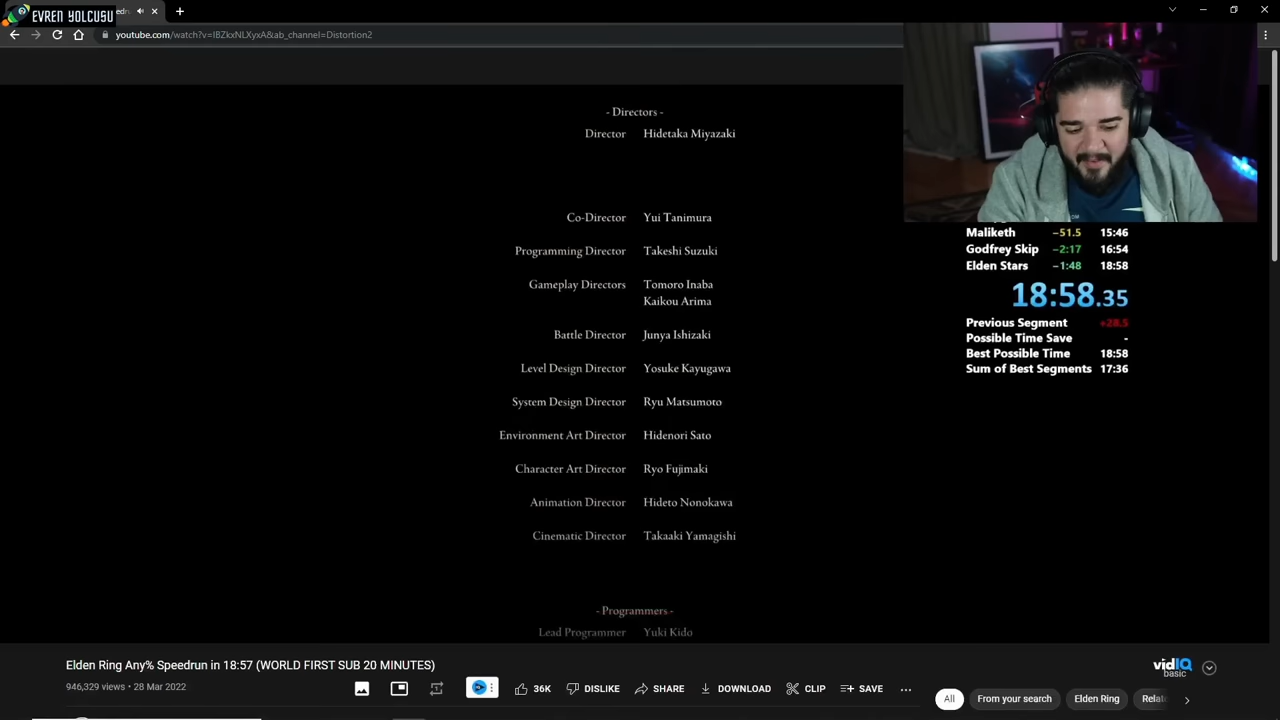 EVREN YOLCUSU
edru
youtube.com/watch?v=IBZkxNLXyxA&ab_channel=Distortion2
- Directors -
Director Hidetaka Miyazaki
Co-Director Yui Tanimura
Programming Director Takeshi Suzuki
Gameplay Directors Tomoro Inaba
Kaikou Arima
Battle Director Junya Ishizaki
Level Design Director Yosuke Kayugawa
System Design Director Ryu Matsumoto
Environment Art Director Hidenori Sato
Character Art Director Ryo Fujimaki
Animation Director Hideto Nonokawa
Cinematic Director Takaaki Yamagishi
- Programmers -
Lead Programmer Yuki Kido
Maliketh −51.5 15:46
Godfrey Skip −2:17 16:54
Elden Stars −1:48 18:58
18:58.35
Previous Segment +28.5
Possible Time Save -
Best Possible Time 18:58
Sum of Best Segments 17:36
Elden Ring Any% Speedrun in 18:57 (WORLD FIRST SUB 20 MINUTES)
946,329 views • 28 Mar 2022
36K DISLIKE SHARE DOWNLOAD CLIP SAVE ...
vidIQ
basic
All From your search Elden Ring Relat